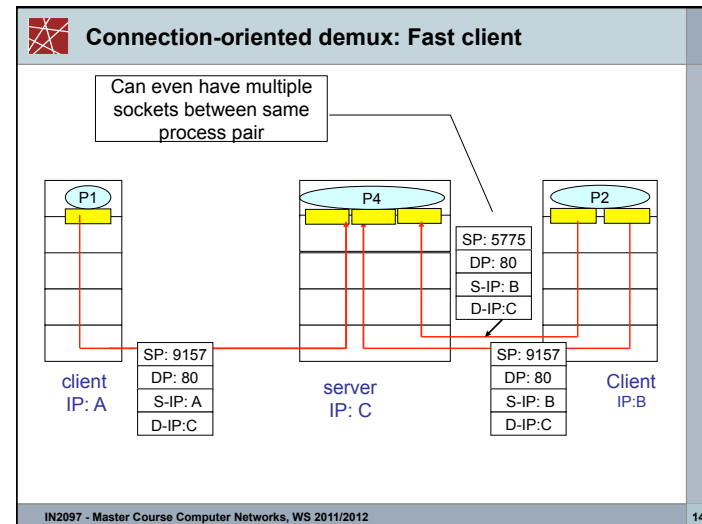 Connection-oriented demux: Fast client
Can even have multiple
sockets between same
process pair
P1
P4
P2
SP: 5775
DP: 80
S-IP: B
D-IP:C
SP: 9157
DP: 80
S-IP: A
D-IP:C
SP: 9157
DP: 80
S-IP: B
D-IP:C
client
IP: A
server
IP: C
Client
IP:B
IN2097 - Master Course Computer Networks, WS 2011/2012
14